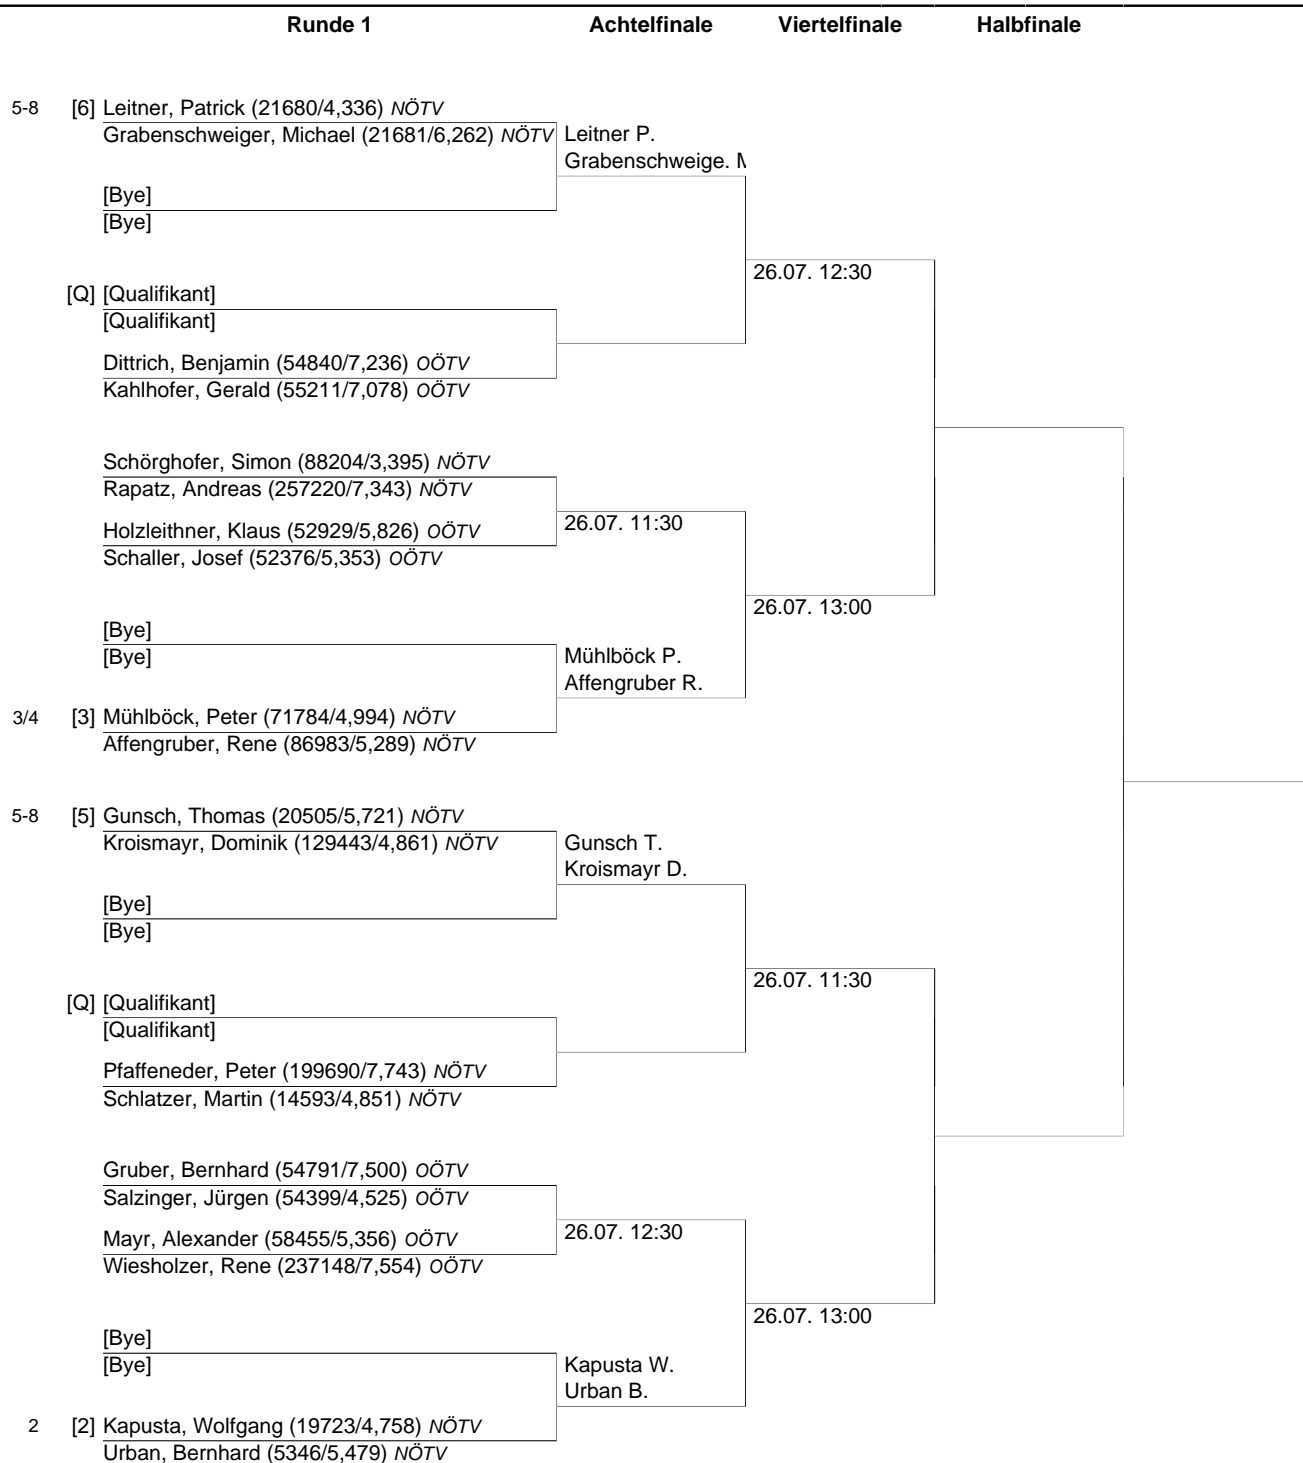 Runde 1 Achtelfinale Viertelfinale Halbfinale
5-8 [6] Leitner, Patrick (21680/4,336) NÖTV
Grabenschweiger, Michael (21681/6,262) NÖTV Leitner P.
Grabenschweige. M
[Bye]
[Bye]
26.07. 12:30
[Q] [Qualifikant]
[Qualifikant]
Dittrich, Benjamin (54840/7,236) OÖTV
Kahlhofer, Gerald (55211/7,078) OÖTV
Schörghofer, Simon (88204/3,395) NÖTV
Rapatz, Andreas (257220/7,343) NÖTV
26.07. 11:30
Holzleithner, Klaus (52929/5,826) OÖTV
Schaller, Josef (52376/5,353) OÖTV
26.07. 13:00
[Bye]
[Bye] Mühlböck P.
Affengruber R.
3/4 [3] Mühlböck, Peter (71784/4,994) NÖTV
Affengruber, Rene (86983/5,289) NÖTV
5-8 [5] Gunsch, Thomas (20505/5,721) NÖTV
Kroismayr, Dominik (129443/4,861) NÖTV Gunsch T.
Kroismayr D.
[Bye]
[Bye]
26.07. 11:30
[Q] [Qualifikant]
[Qualifikant]
Pfaffeneder, Peter (199690/7,743) NÖTV
Schlatzer, Martin (14593/4,851) NÖTV
Gruber, Bernhard (54791/7,500) OÖTV
Salzinger, Jürgen (54399/4,525) OÖTV
26.07. 12:30
Mayr, Alexander (58455/5,356) OÖTV
Wiesholzer, Rene (237148/7,554) OÖTV
26.07. 13:00
[Bye]
[Bye] Kapusta W.
Urban B.
2 [2] Kapusta, Wolfgang (19723/4,758) NÖTV
Urban, Bernhard (5346/5,479) NÖTV